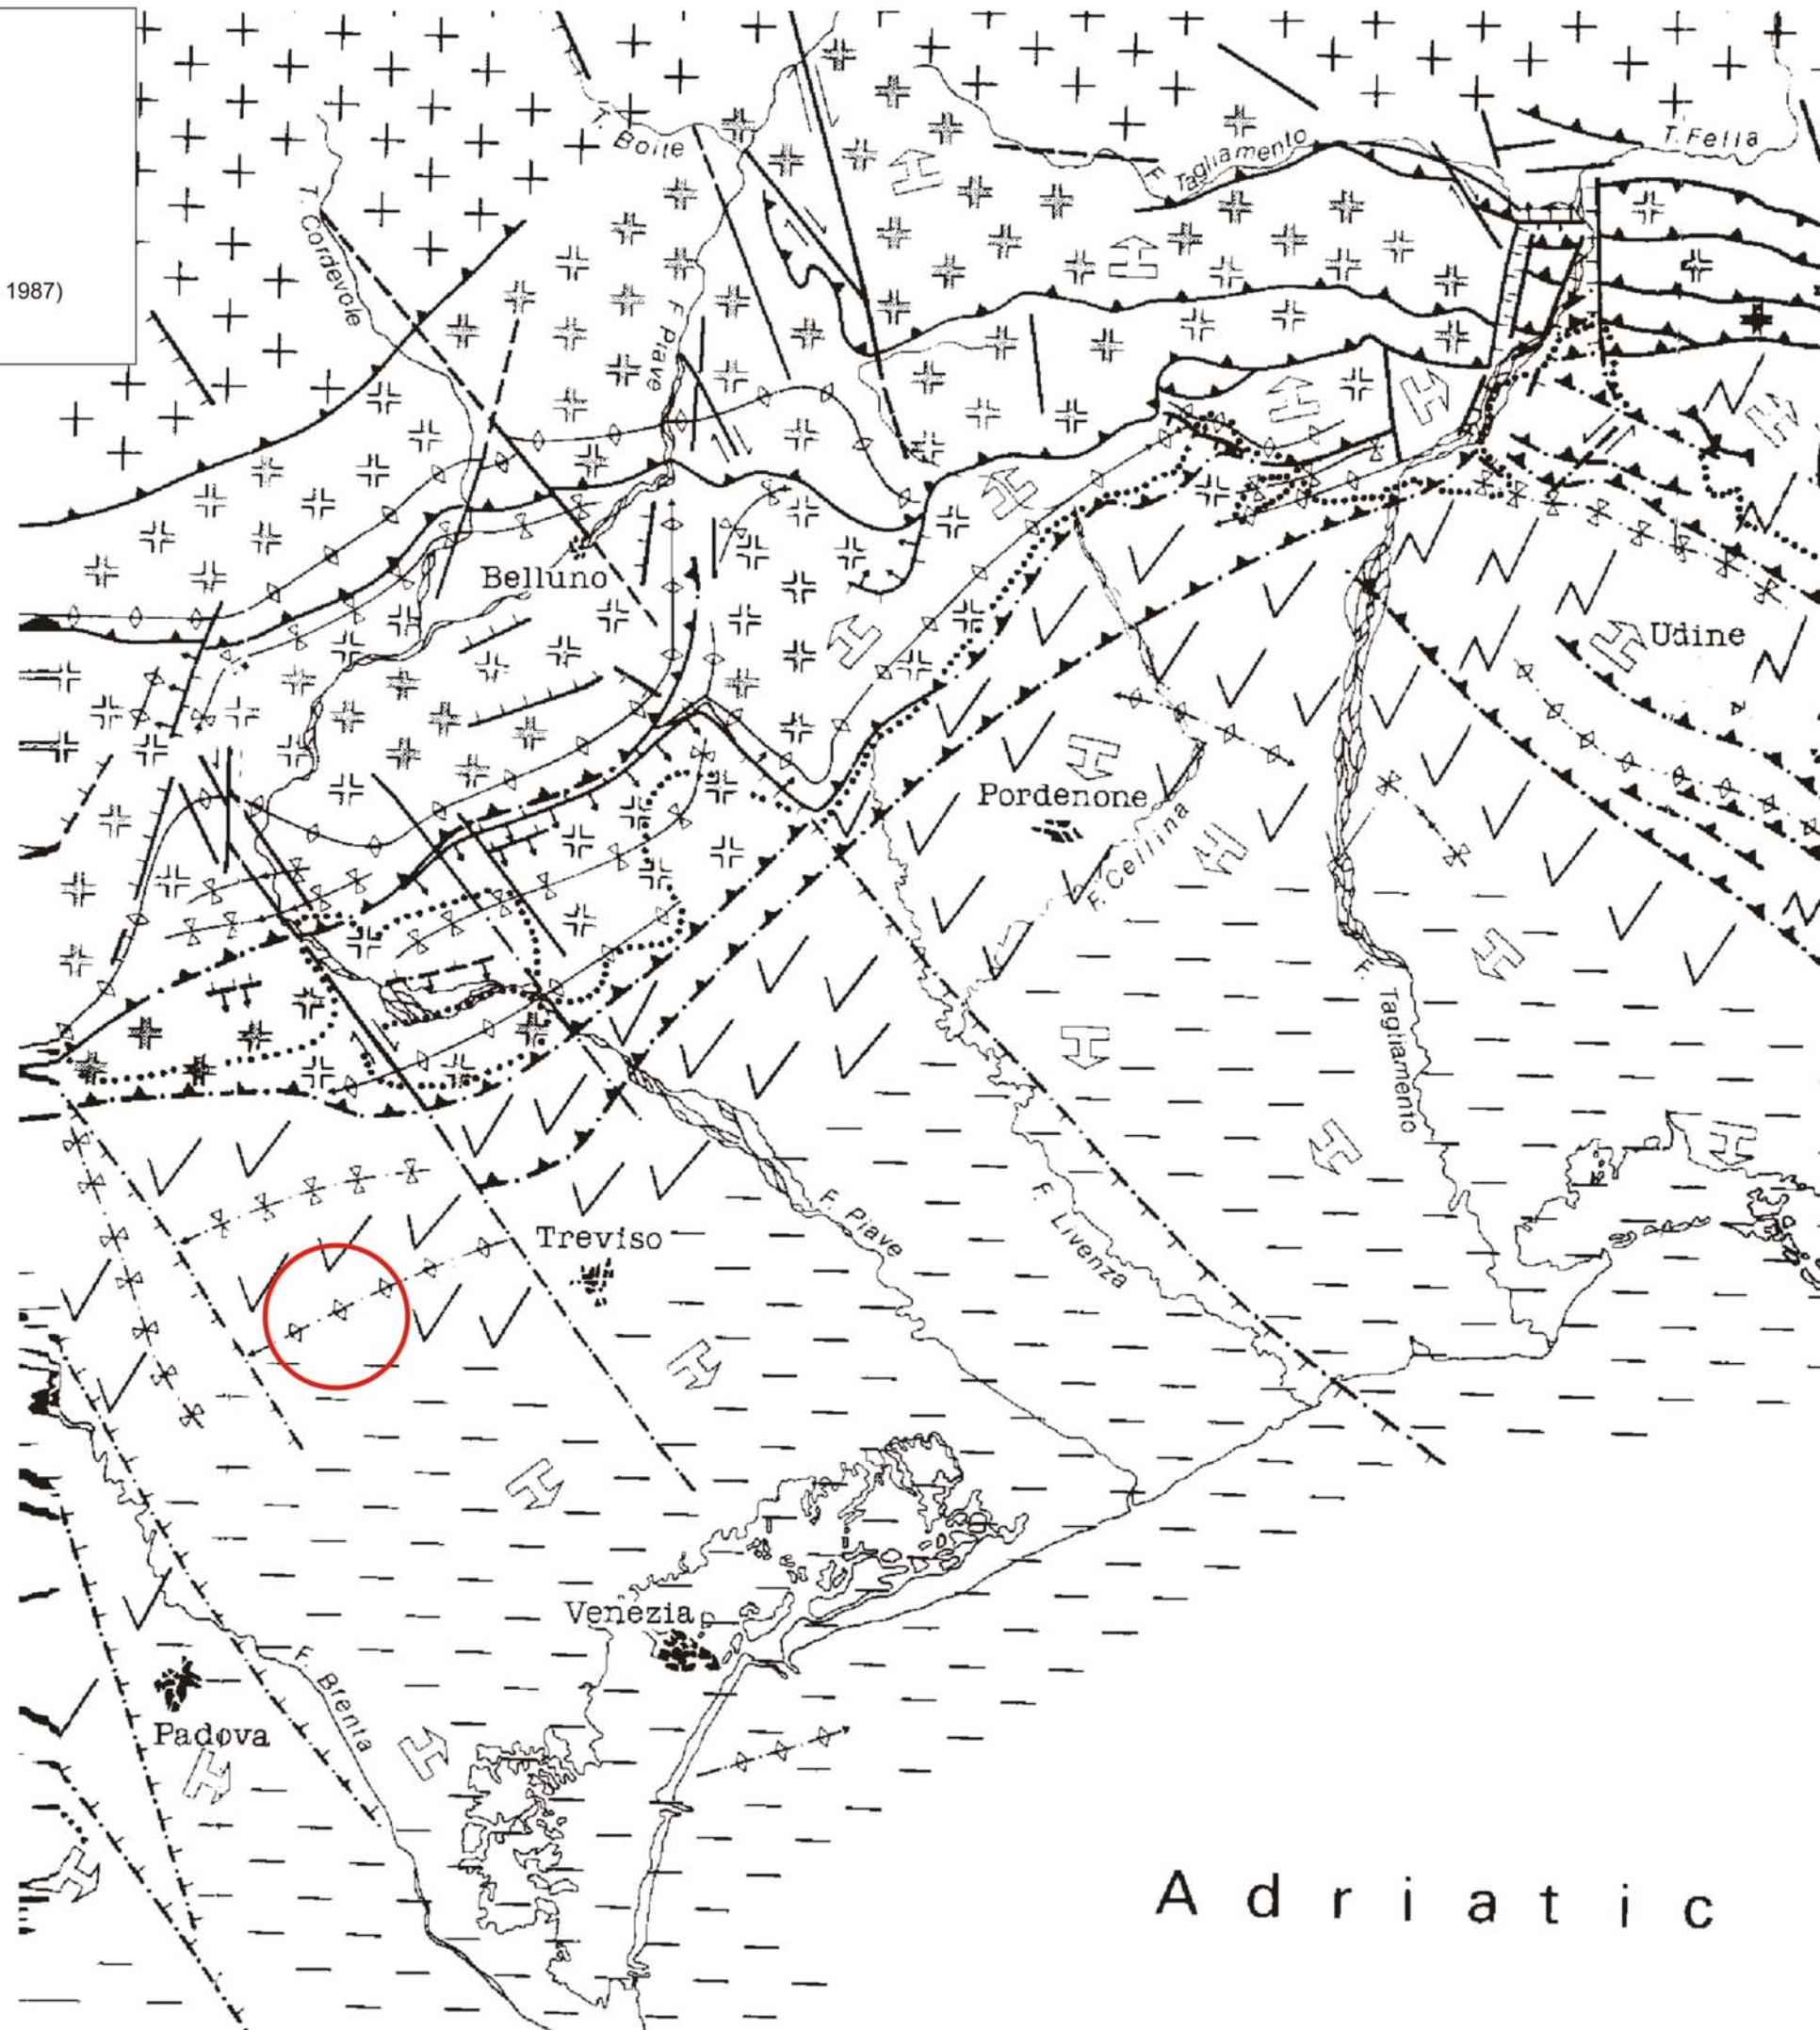 1987)
T. Boite
F. Tagliamento
T. Fella
T. Cordevole
F. Piave
Belluno
Udine
Pordenone
F. Cellina
F. Tagliamento
Treviso
F. Piave
F. Livenza
Venezia
F. Brenta
Padova
Adriatic